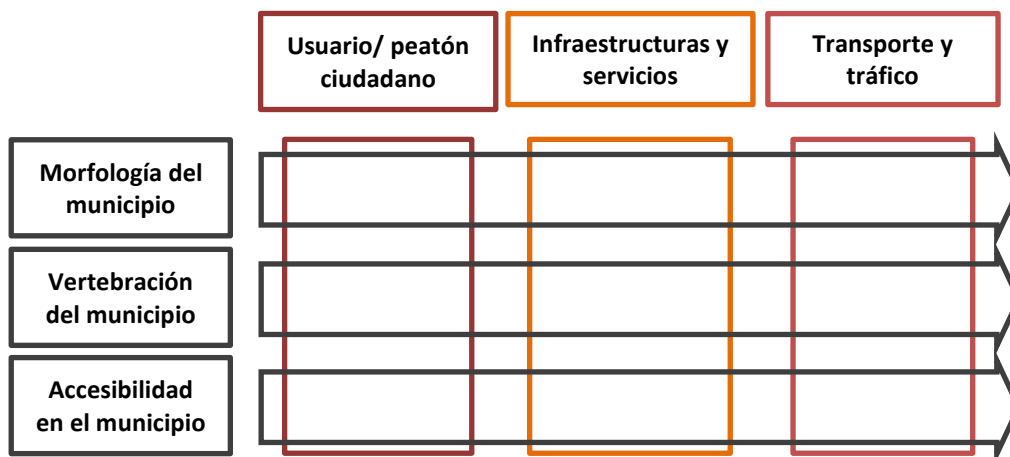 Usuario/ peatón
ciudadano
Infraestructuras y
servicios
Transporte y
tráfico
Morfología del
municipio
Vertebración
del municipio
Accesibilidad
en el municipio